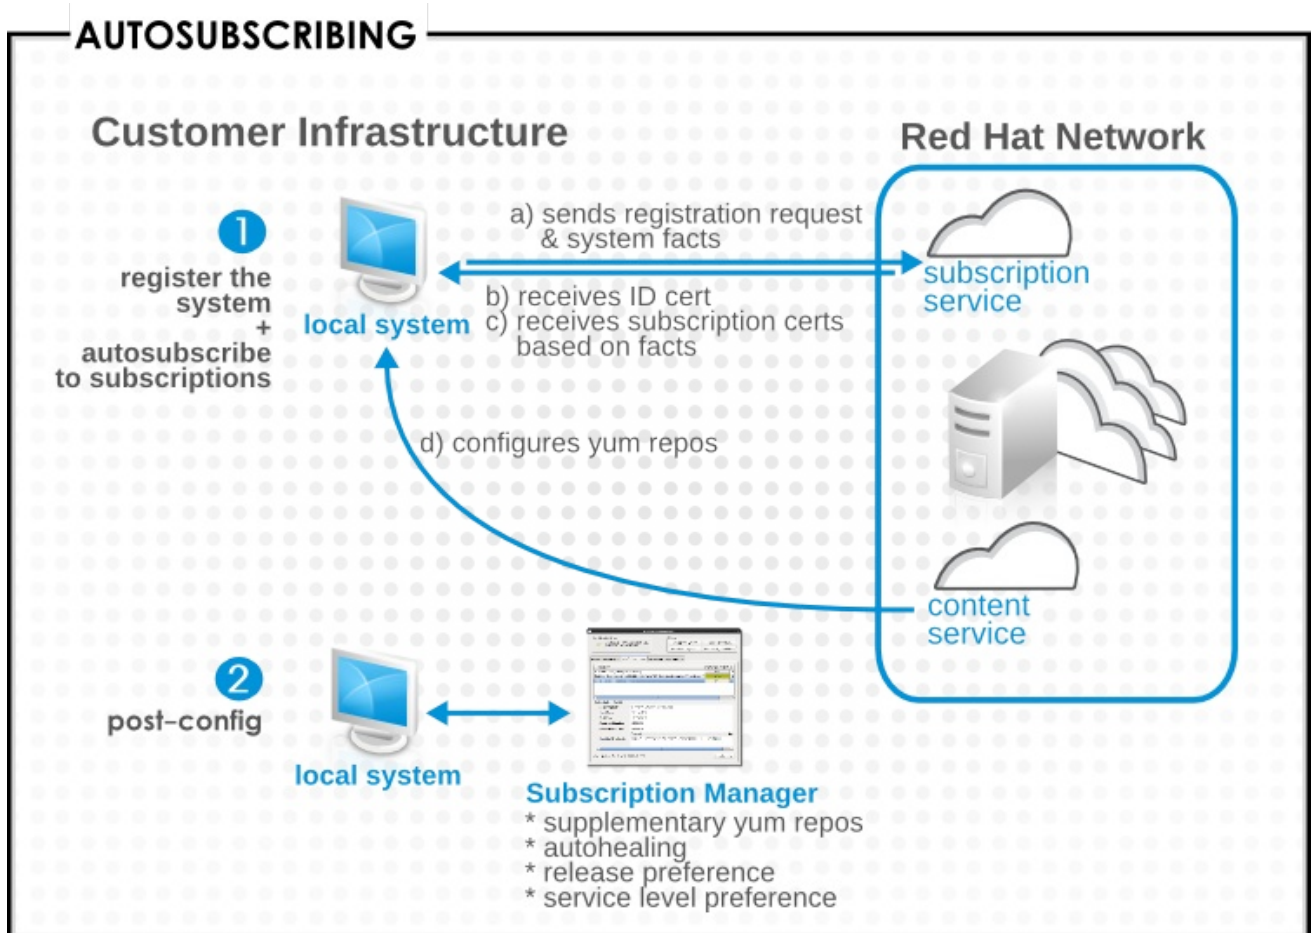 AUTOSUBSCRIBING
Customer Infrastructure
Red Hat Network
1
register the
system
+
autosubscribe
to subscriptions
local system
a) sends registration request
& system facts
b) receives ID cert
c) receives subscription certs
based on facts
subscription
service
d) configures yum repos
content
service
2
post-config
local system
Subscription Manager
* supplementary yum repos
* autohealing
* release preference
* service level preference